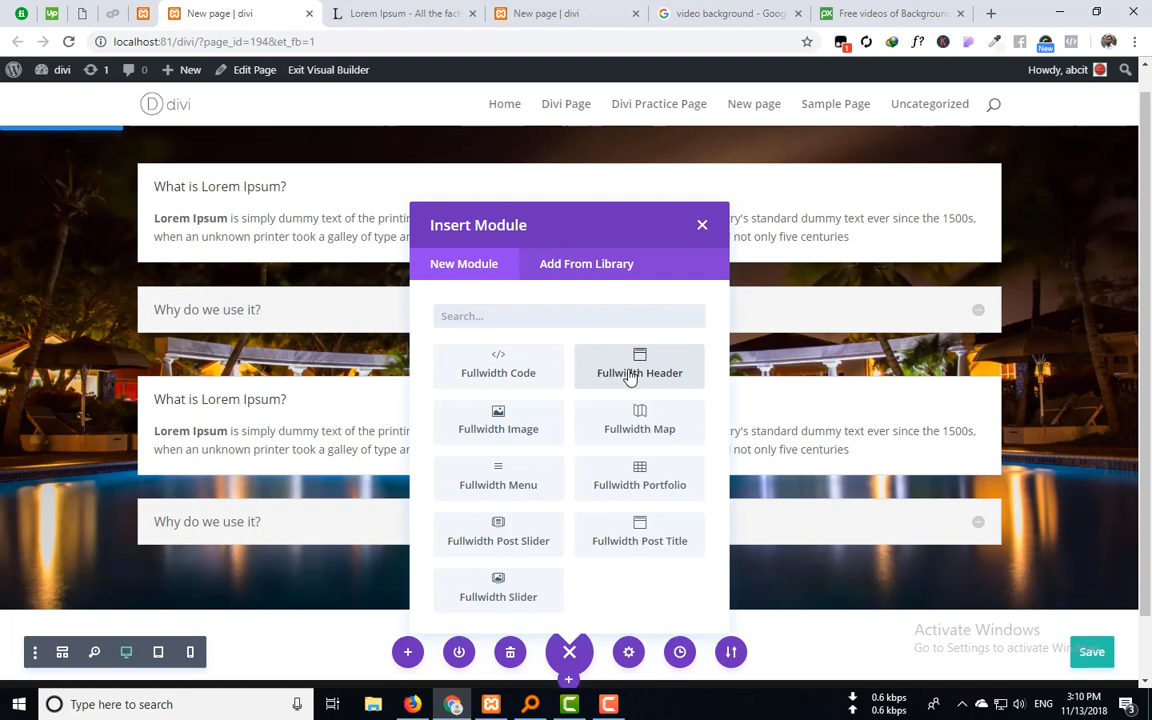 New page | divi
Lorem Ipsum - All the fact
New page | divi
video background - Goog
Free videos of Background
localhost:81/divi/?page_id=194&et_fb=1
New
divi
1
0
New
Edit Page
Exit Visual Builder
Howdy, abcit
divi
Home
Divi Page
Divi Practice Page
New page
Sample Page
Uncategorized
What is Lorem Ipsum?
Lorem Ipsum is simply dummy text of the printin
ry's standard dummy text ever since the 1500s,
when an unknown printer took a galley of type an
not only five centuries
Why do we use it?
What is Lorem Ipsum?
Lorem Ipsum is simply dummy text of the printin
ry's standard dummy text ever since the 1500s,
when an unknown printer took a galley of type an
not only five centuries
Why do we use it?
Insert Module
New Module
Add From Library
Search...
Fullwidth Code
Fullwidth Header
Fullwidth Image
Fullwidth Map
Fullwidth Menu
Fullwidth Portfolio
Fullwidth Post Slider
Fullwidth Post Title
Fullwidth Slider
Activate Windows
Go to Settings to activate Win
Save
Type here to search
0.6 kbps
0.6 kbps
ENG
3:10 PM
11/13/2018
3